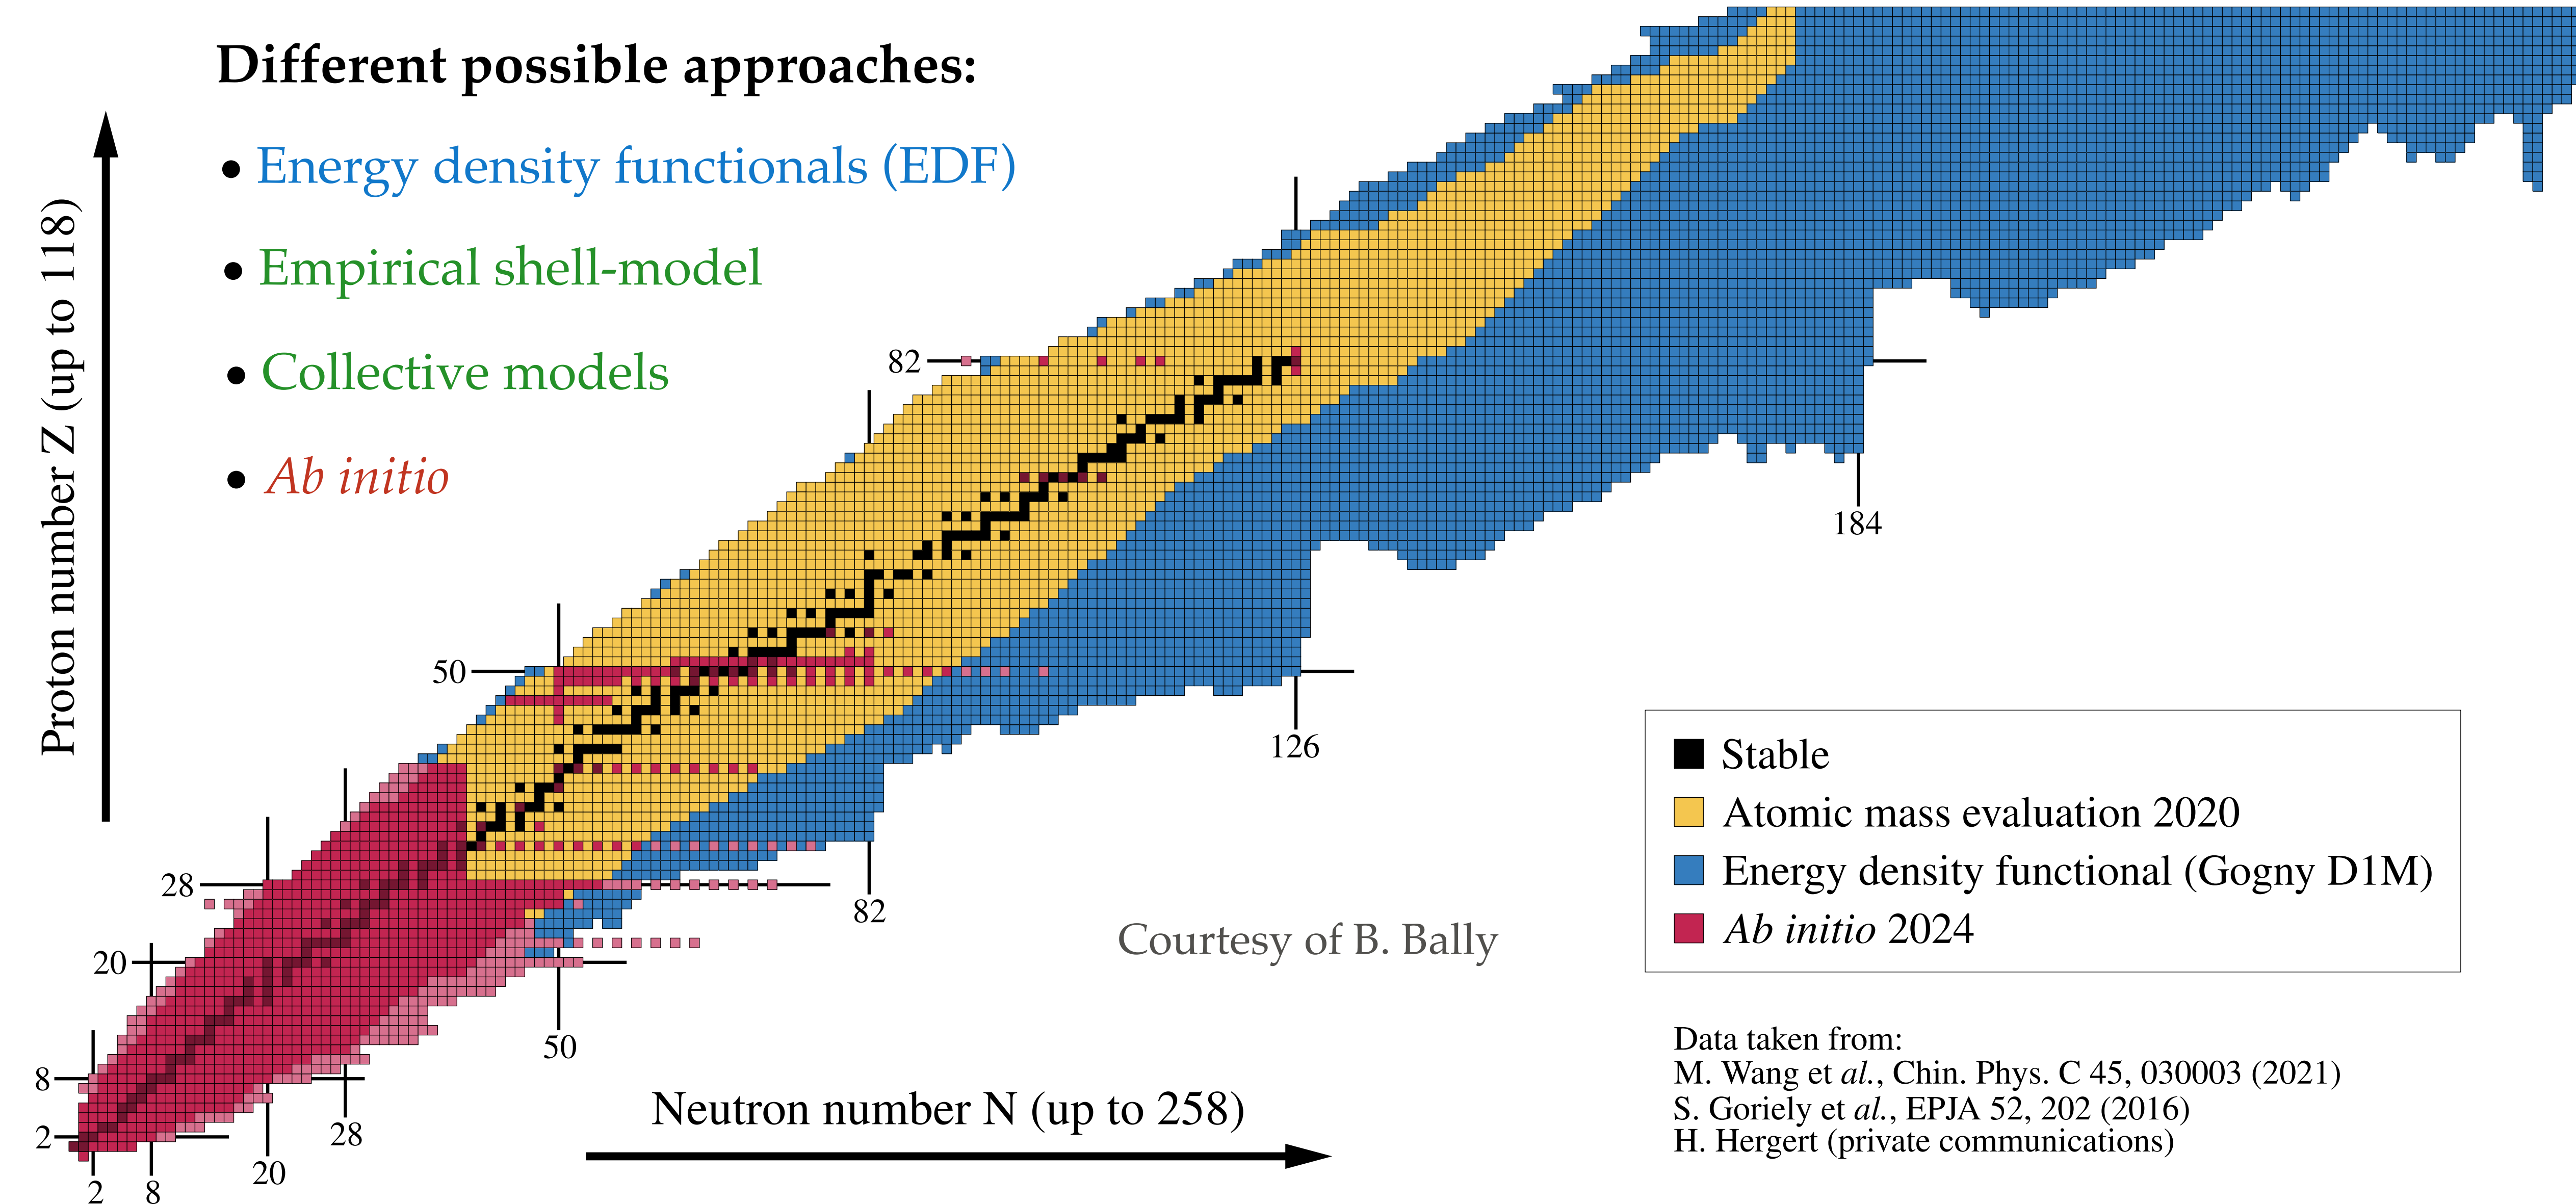 Different possible approaches:
• Energy density functionals (EDF)
• Empirical shell-model
• Collective models
• Ab initio
Proton number Z (up to 118)
82
50
28
20
8
2
2
8
20
28
50
82
126
184
Neutron number N (up to 258)
Courtesy of B. Bally
Stable
Atomic mass evaluation 2020
Energy density functional (Gogny D1M)
Ab initio 2024
Data taken from:
M. Wang et al., Chin. Phys. C 45, 030003 (2021)
S. Goriely et al., EPJA 52, 202 (2016)
H. Hergert (private communications)